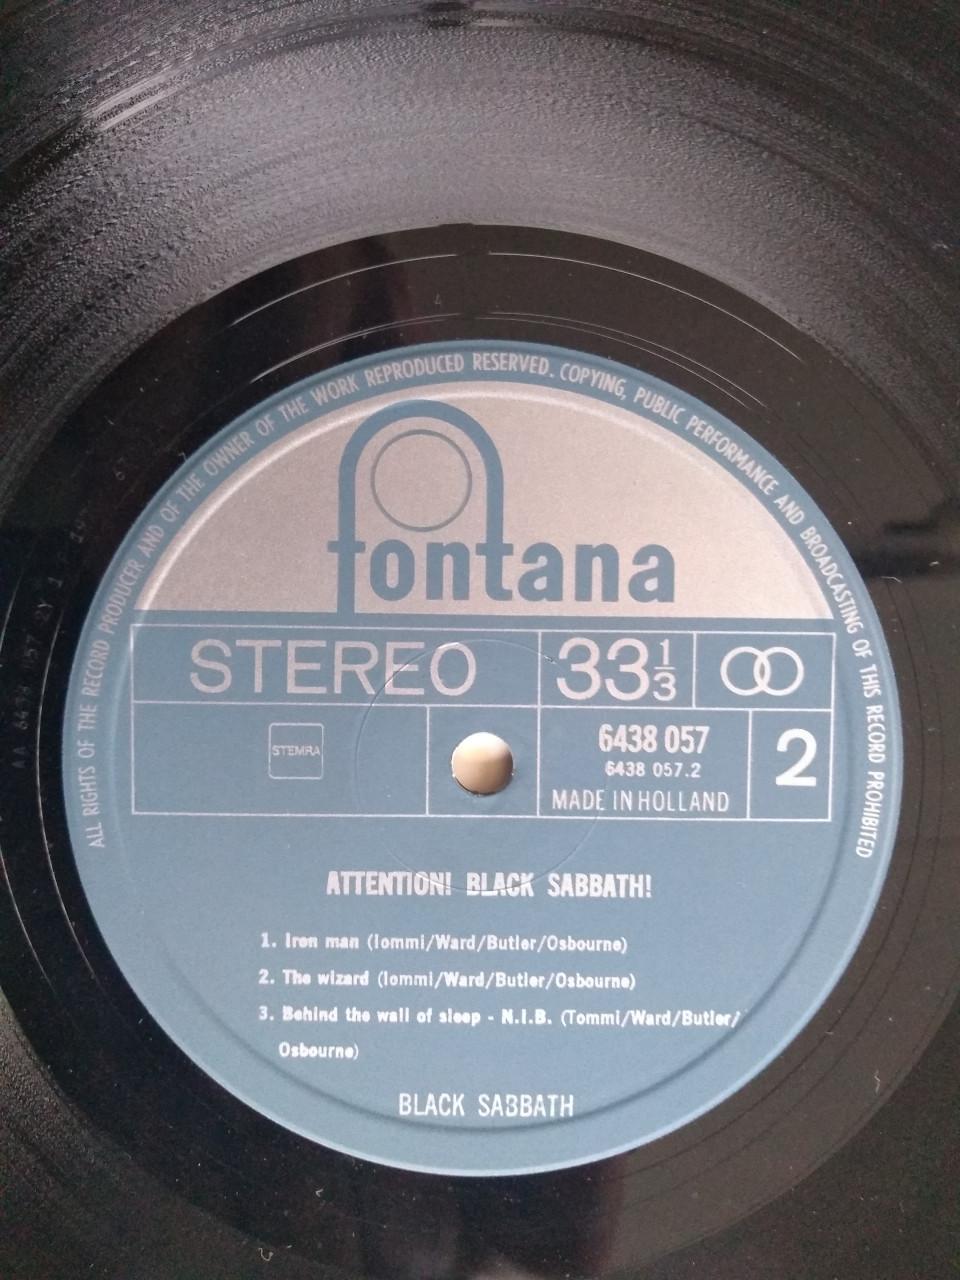 ALL RIGHTS OF THE RECORD PRODUCER AND OF THE OWNER OF THE WORK REPRODUCED RESERVED. COPYING, PUBLIC PERFORMANCE AND BROADCASTING OF THIS RECORD PROHIBITED
fontana
STEREO 33 1/3
STEMRA
6438 057
6438 057.2
MADE IN HOLLAND
2
ATTENTION! BLACK SABBATH!
1. Iron man (Iommi/Ward/Butler/Osbourne)
2. The wizard (Iommi/Ward/Butler/Osbourne)
3. Behind the wall of sleep - N.I.B. (Tommi/Ward/Butler/
Osbourne)
BLACK SABBATH